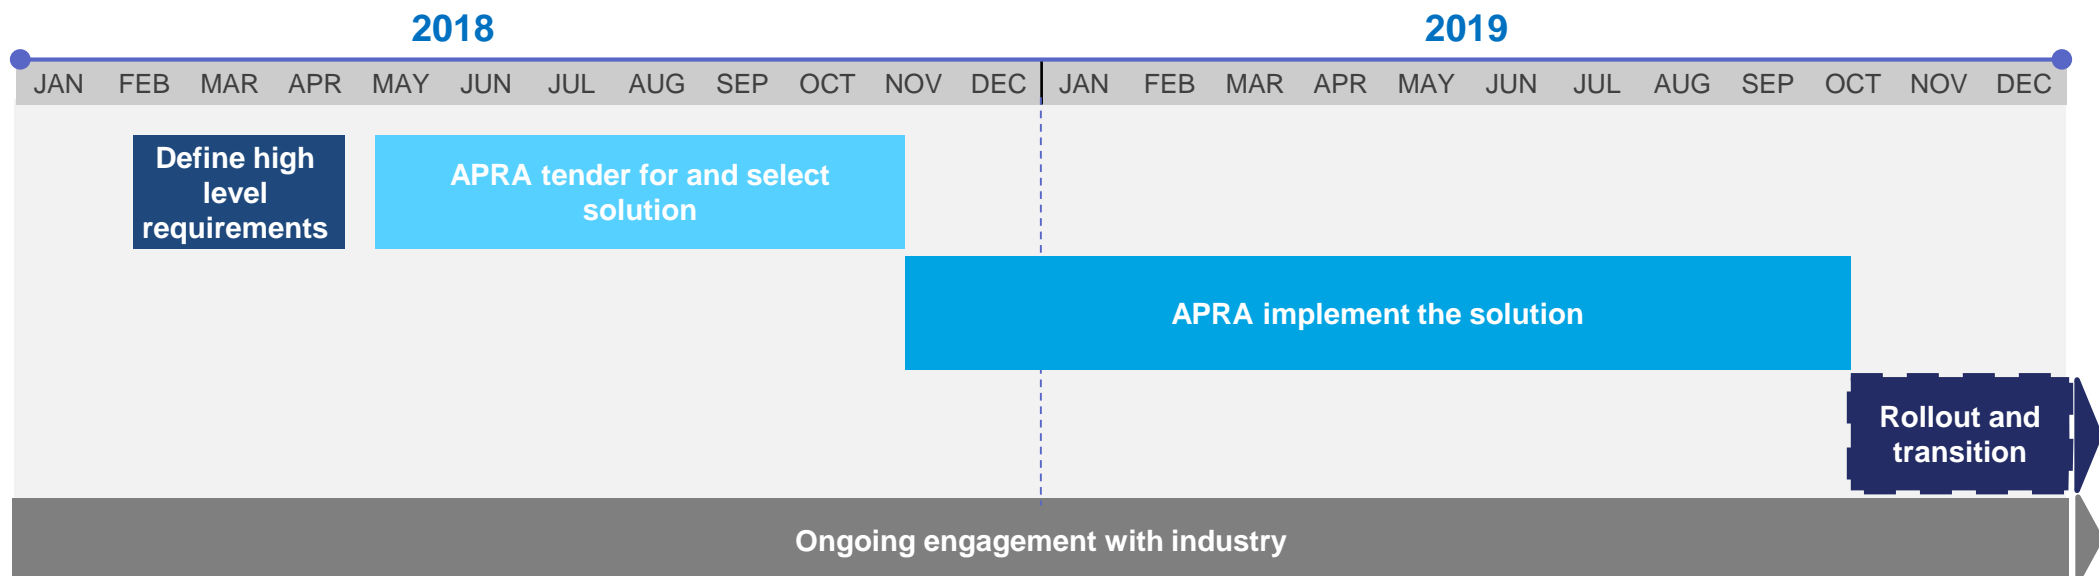 2018 2019
JAN FEB MAR APR MAY JUN JUL AUG SEP OCT NOV DEC JAN FEB MAR APR MAY JUN JUL AUG SEP OCT NOV DEC
Define high
level
requirements
APRA tender for and select
solution
APRA implement the solution
Rollout and
transition
Ongoing engagement with industry